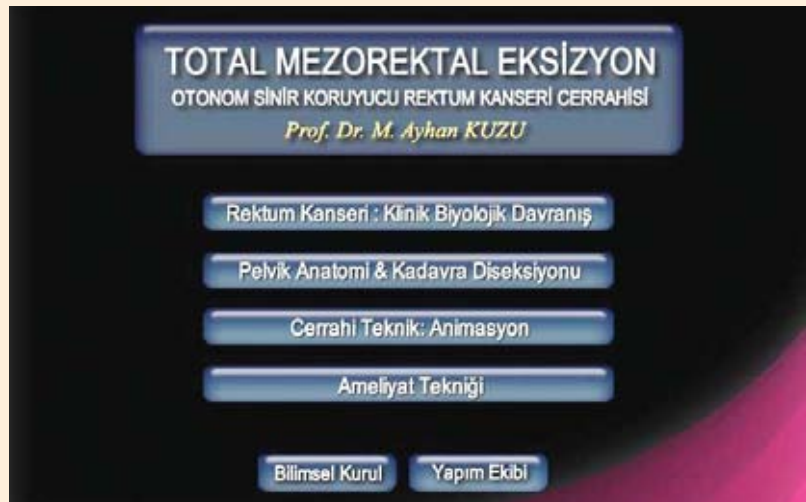 TOTAL MEZOREKTAL EKSİZYON
OTONOM SİNİR KORUYUCU REKTUM KANSERİ CERRAHİSİ
Prof. Dr. M. Ayhan KUZU
Rektum Kanseri : Klinik Biyolojik Davranış
Pelvik Anatomi & Kadavra Diseksiyonu
Cerrahi Teknik: Animasyon
Ameliyat Tekniği
Bilimsel Kurul
Yapım Ekibi